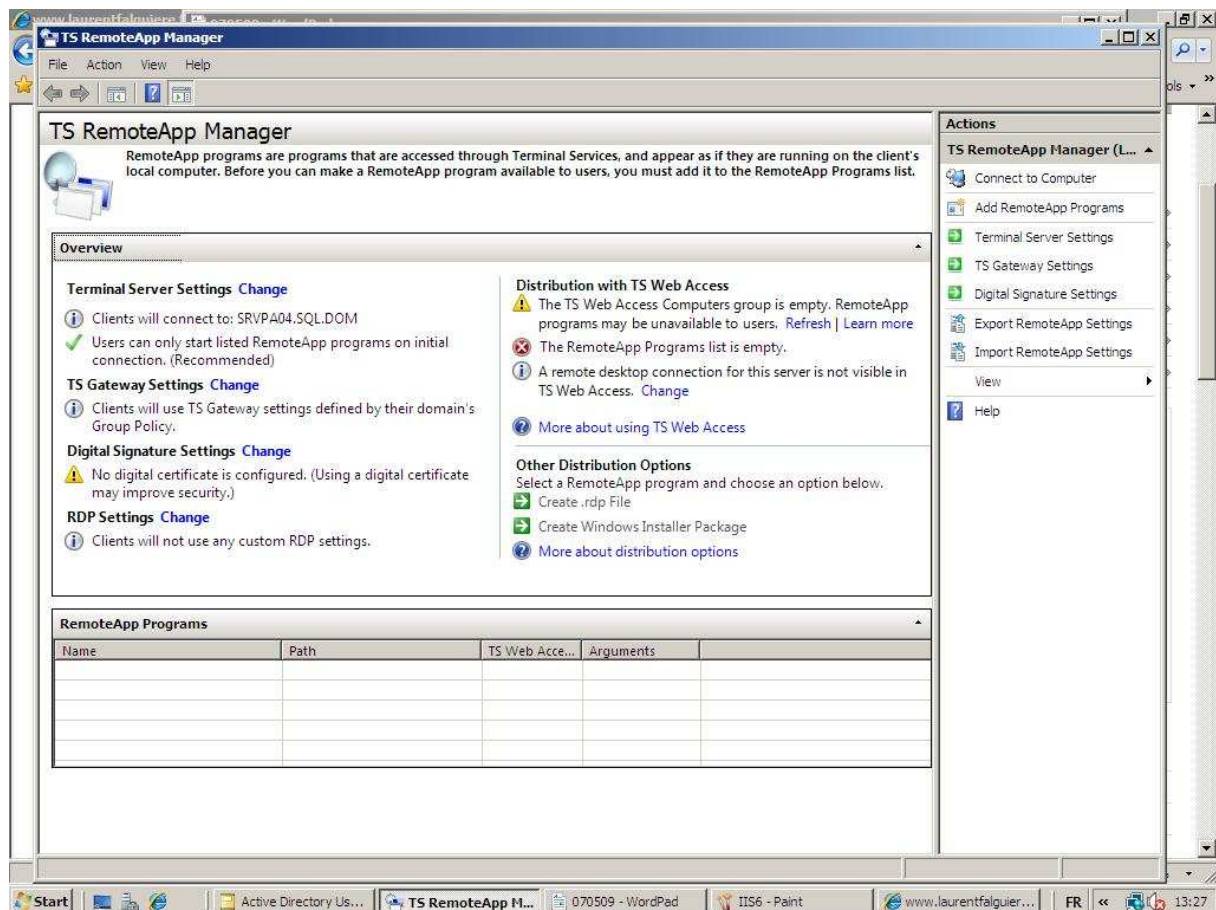 www.laurentfalquiere.
TS RemoteApp Manager
File Action View Help
ols
TS RemoteApp Manager
RemoteApp programs are programs that are accessed through Terminal Services, and appear as if they are running on the client's
local computer. Before you can make a RemoteApp program available to users, you must add it to the RemoteApp Programs list.
Overview
Terminal Server Settings Change
Clients will connect to: SRVPA04.SQL.DOM
Users can only start listed RemoteApp programs on initial
connection. (Recommended)
TS Gateway Settings Change
Clients will use TS Gateway settings defined by their domain's
Group Policy.
Digital Signature Settings Change
No digital certificate is configured. (Using a digital certificate
may improve security.)
RDP Settings Change
Clients will not use any custom RDP settings.
Distribution with TS Web Access
The TS Web Access Computers group is empty. RemoteApp
programs may be unavailable to users. Refresh | Learn more
The RemoteApp Programs list is empty.
A remote desktop connection for this server is not visible in
TS Web Access. Change
More about using TS Web Access
Other Distribution Options
Select a RemoteApp program and choose an option below.
Create .rdp File
Create Windows Installer Package
More about distribution options
RemoteApp Programs
Name Path TS Web Acce... Arguments
Actions
TS RemoteApp Manager (L...
Connect to Computer
Add RemoteApp Programs
Terminal Server Settings
TS Gateway Settings
Digital Signature Settings
Export RemoteApp Settings
Import RemoteApp Settings
View
Help
Start Active Directory Us... TS RemoteApp M... 070509 - WordPad IIS6 - Paint www.laurentfalguier... FR « 13:27